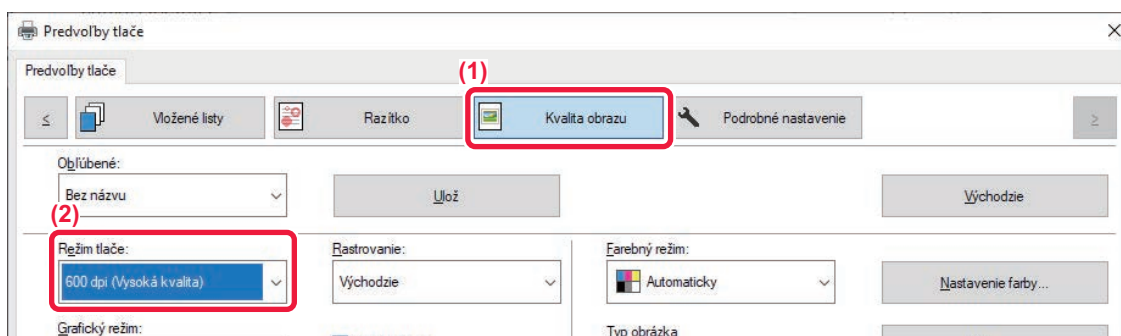 Predvoľby tlače
Predvoľby tlače
(1)
<
Vložené listy
Razítko
Kvalita obrazu
Podrobné nastavenie
>
Obľúbené:
Bez názvu
Ulož
Východzie
(2)
Režim tlače:
Rastrovanie:
Farebný režim:
600 dpi (Vysoká kvalita)
Východzie
Automaticky
Nastavenie farby...
Grafický režim:
Typ obrázka